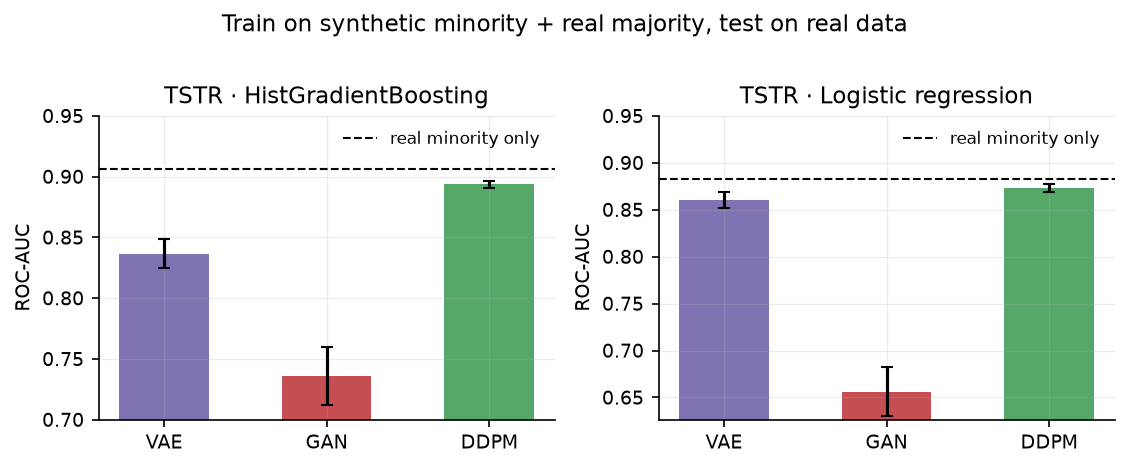 Train on synthetic minority + real majority, test on real data
TSTR · HistGradientBoosting
0.95
0.90
0.85
0.80
0.75
0.70
ROC-AUC
real minority only
VAE
GAN
DDPM
TSTR · Logistic regression
0.95
0.90
0.85
0.80
0.75
0.70
0.65
ROC-AUC
real minority only
VAE
GAN
DDPM